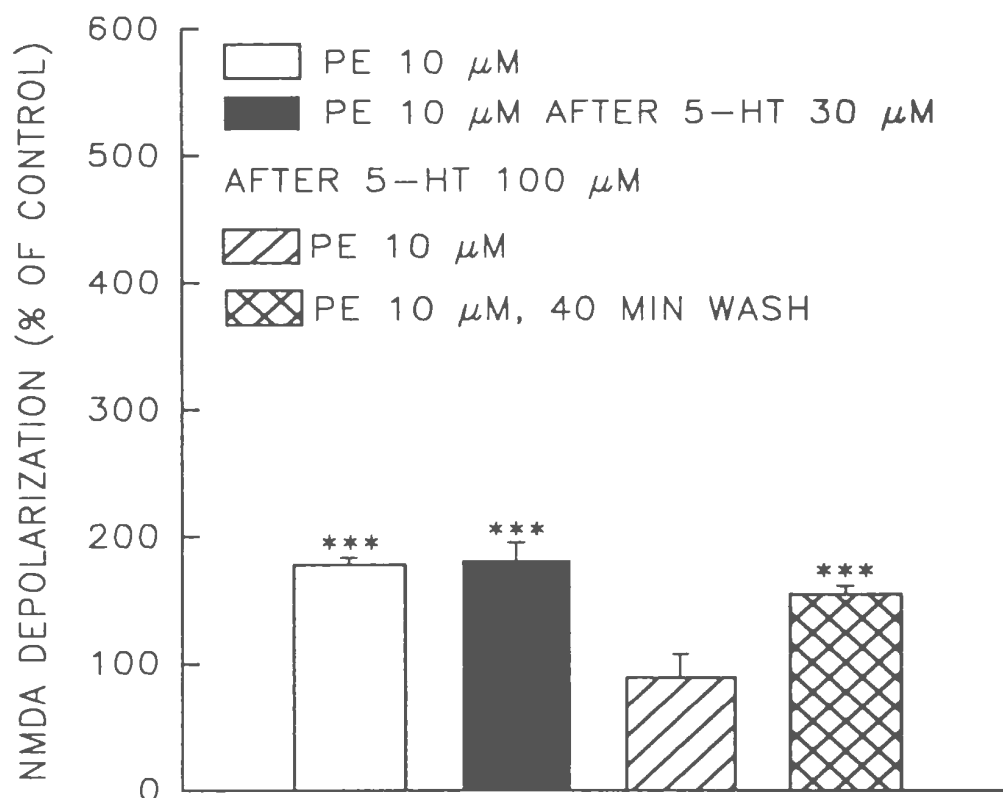 NMDA DEPOLARIZATION (% OF CONTROL)
600
500
400
300
200
100
0
PE 10 μM
PE 10 μM AFTER 5-HT 30 μM
AFTER 5-HT 100 μM
PE 10 μM
PE 10 μM, 40 MIN WASH
***
***
***